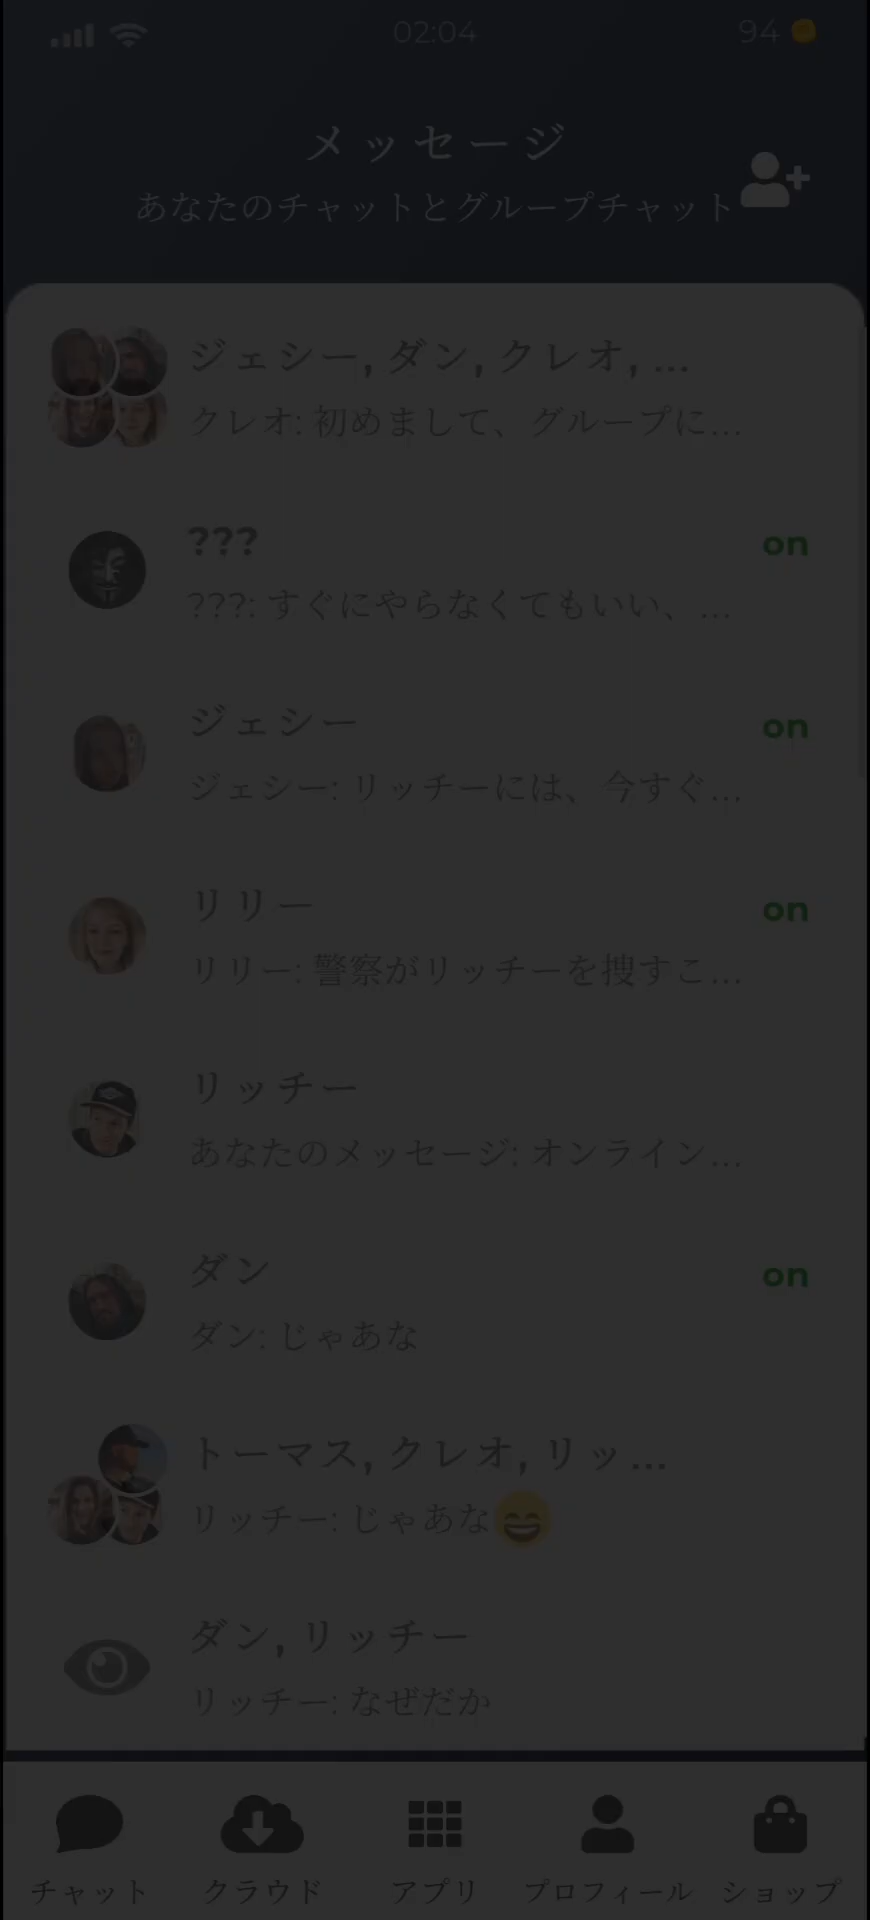 02:04
94
メッセージ
あなたのチャットとグループチャット
ジェシー, ダン, クレオ, ...
クレオ: 初めまして、グループに...
???
on
???: すぐにやらなくてもいい、...
ジェシー
on
ジェシー: リッチーには、今すぐ...
リリー
on
リリー: 警察がリッチーを捜すこ...
リッチー
あなたのメッセージ: オンライン...
ダン
on
ダン: じゃあな
トーマス, クレオ, リッ...
リッチー: じゃあな😄
ダン, リッチー
リッチー: なぜだか
チャット
クラウド
アプリ
プロフィール
ショップ